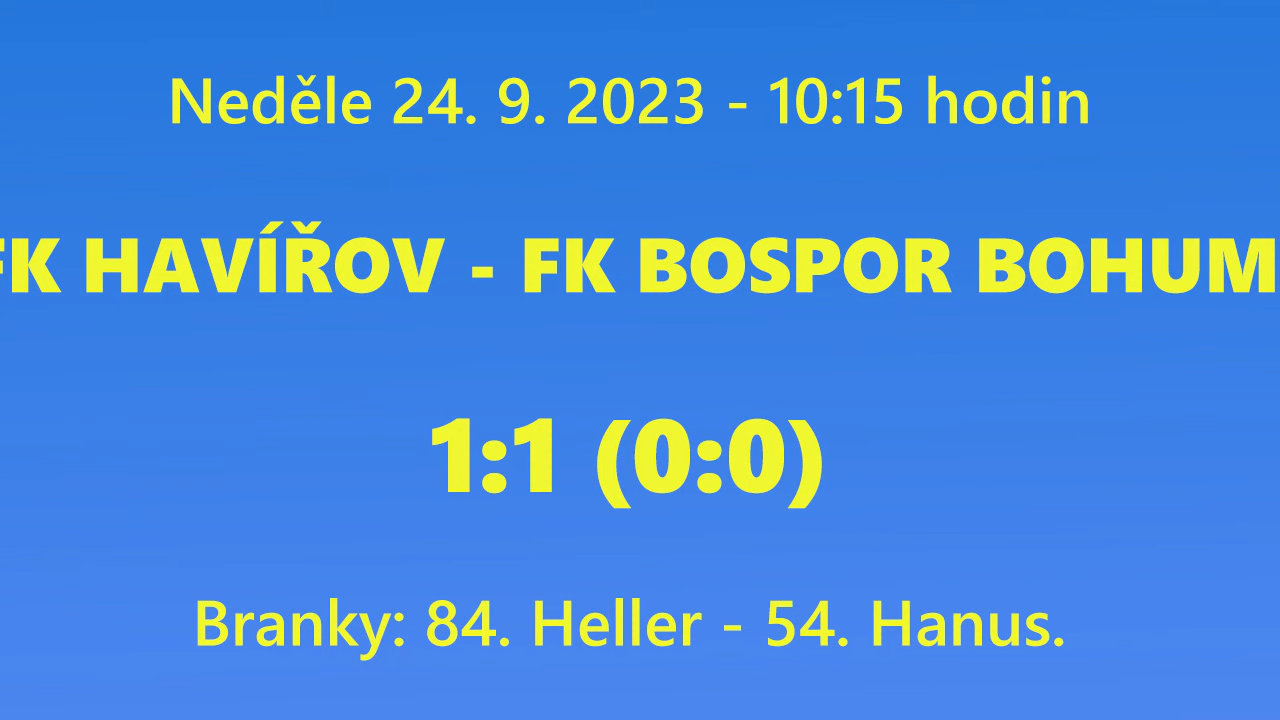 Neděle 24. 9. 2023 - 10:15 hodin
FK HAVÍŘOV - FK BOSPOR BOHUM
1:1 (0:0)
Branky: 84. Heller - 54. Hanus.